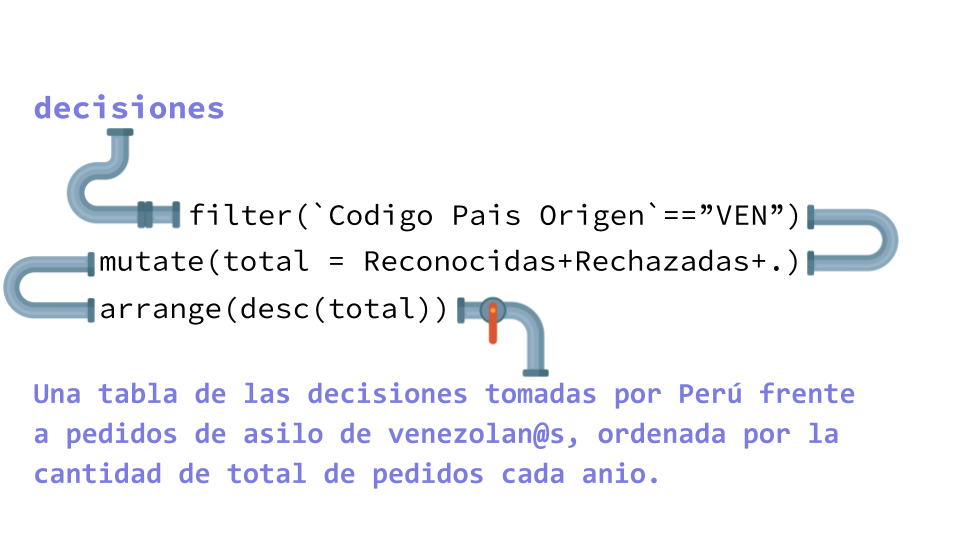 decisiones
filter(`Codigo Pais Origen`==”VEN”)
mutate(total = Reconocidas+Rechazadas+.)
arrange(desc(total))
Una tabla de las decisiones tomadas por Perú frente
a pedidos de asilo de venezolan@s, ordenada por la
cantidad de total de pedidos cada anio.